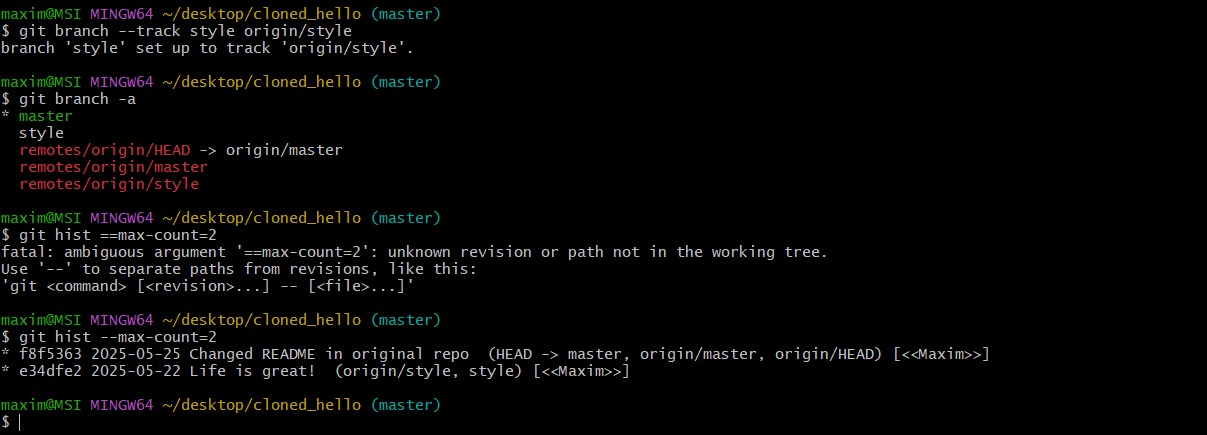 maxim@MSI MINGW64 ~/desktop/cloned_hello (master)
$ git branch --track style origin/style
branch 'style' set up to track 'origin/style'.
maxim@MSI MINGW64 ~/desktop/cloned_hello (master)
$ git branch -a
* master
  style
  remotes/origin/HEAD -> origin/master
  remotes/origin/master
  remotes/origin/style
maxim@MSI MINGW64 ~/desktop/cloned_hello (master)
$ git hist ==max-count=2
fatal: ambiguous argument '==max-count=2': unknown revision or path not in the working tree.
Use '--' to separate paths from revisions, like this:
'git <command> [<revision>...] -- [<file>...]'
maxim@MSI MINGW64 ~/desktop/cloned_hello (master)
$ git hist --max-count=2
* f8f5363 2025-05-25 Changed README in original repo  (HEAD -> master, origin/master, origin/HEAD) [<<Maxim>>]
* e34dfe2 2025-05-22 Life is great!  (origin/style, style) [<<Maxim>>]
maxim@MSI MINGW64 ~/desktop/cloned_hello (master)
$